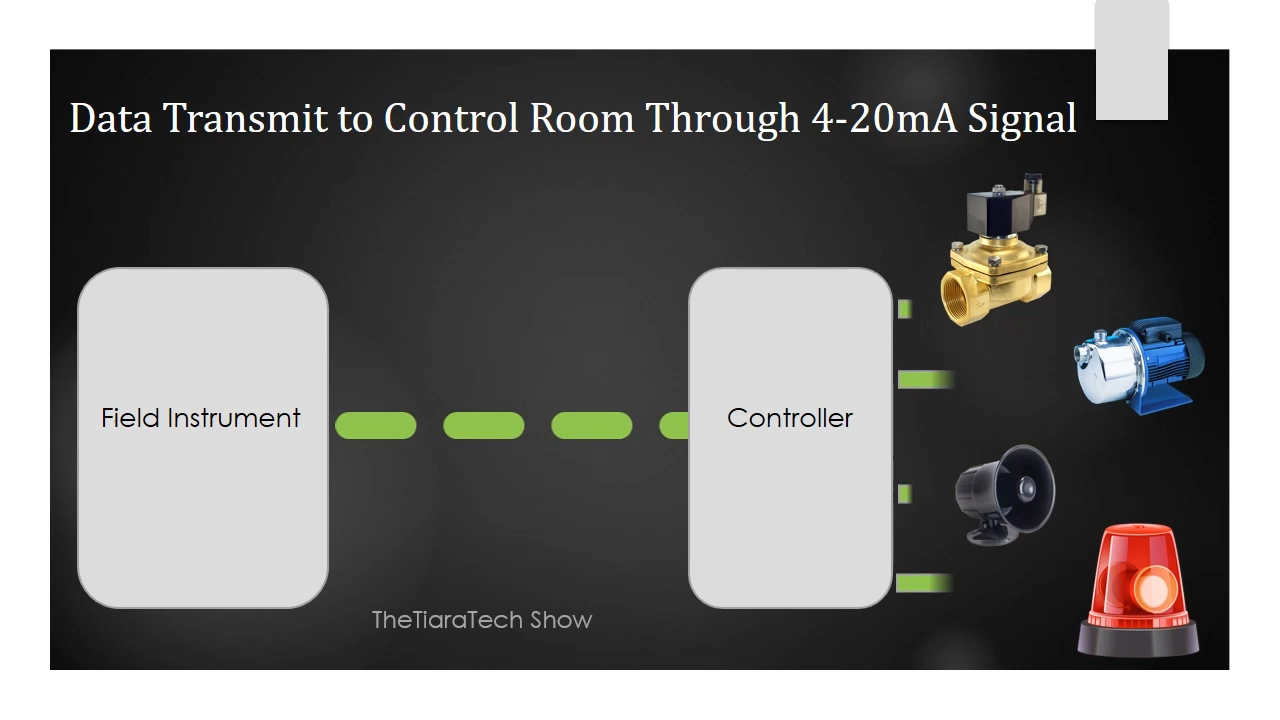 Data Transmit to Control Room Through 4-20mA Signal
Field Instrument
Controller
TheTiaraTech Show